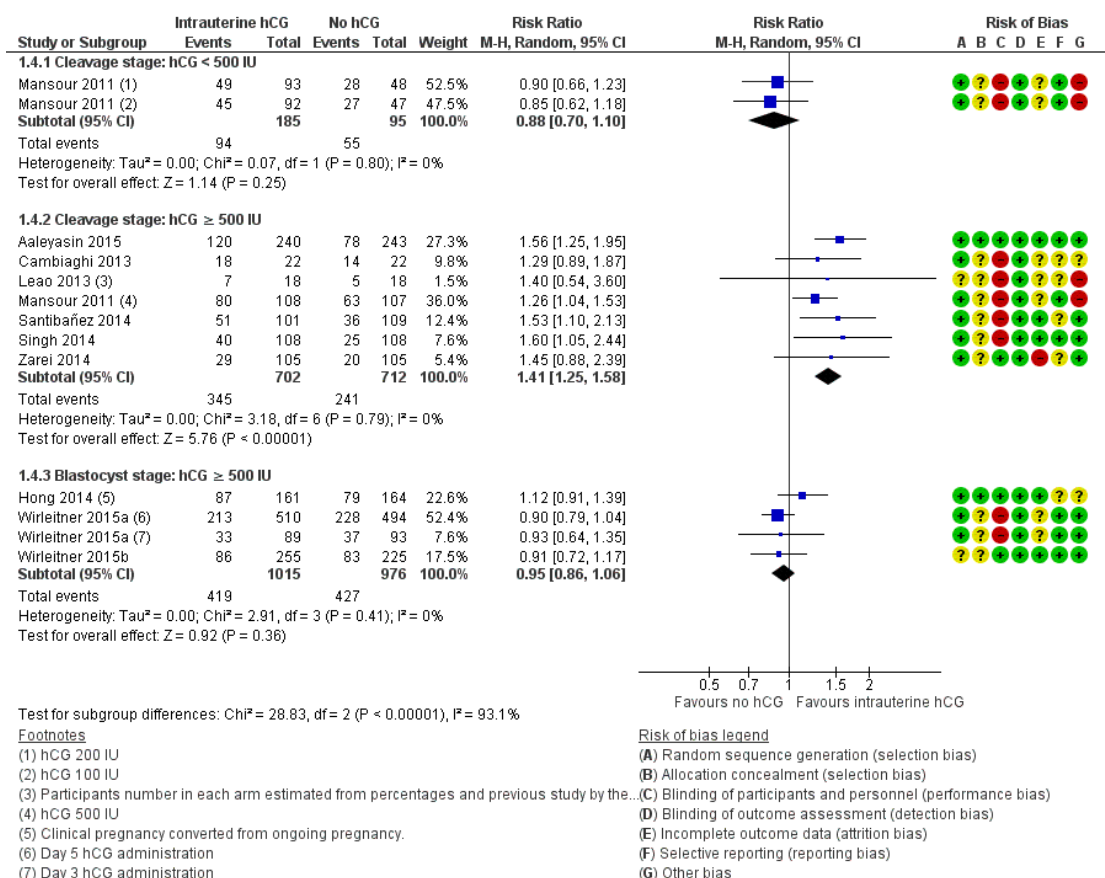 Intrauterine hCG No hCG Risk Ratio Risk Ratio Risk of Bias
Study or Subgroup Events Total Events Total Weight M-H, Random, 95% CI M-H, Random, 95% CI A B C D E F G
1.4.1 Cleavage stage: hCG < 500 IU
Mansour 2011 (1) 49 93 28 48 52.5% 0.90 [0.66, 1.23] + ? - + ? + -
Mansour 2011 (2) 45 92 27 47 47.5% 0.85 [0.62, 1.18] + ? - + ? + -
Subtotal (95% CI) 185 95 100.0% 0.88 [0.70, 1.10]
Total events 94 55
Heterogeneity: Tau² = 0.00; Chi² = 0.07, df = 1 (P = 0.80); I² = 0%
Test for overall effect: Z = 1.14 (P = 0.25)
1.4.2 Cleavage stage: hCG ≥ 500 IU
Aaleyasin 2015 120 240 78 243 27.3% 1.56 [1.25, 1.95] + + + + + + +
Cambiaghi 2013 18 22 14 22 9.8% 1.29 [0.89, 1.87] + ? - + ? ? ?
Leao 2013 (3) 7 18 5 18 1.5% 1.40 [0.54, 3.60] ? ? - + ? ? -
Mansour 2011 (4) 80 108 63 107 36.0% 1.26 [1.04, 1.53] + ? - + ? + -
Santibañez 2014 51 101 36 109 12.4% 1.53 [1.10, 2.13] + ? - + + ? +
Singh 2014 40 108 25 108 7.6% 1.60 [1.05, 2.44] + ? - + + + +
Zarei 2014 29 105 20 105 5.4% 1.45 [0.88, 2.39] + ? + + - ? +
Subtotal (95% CI) 702 712 100.0% 1.41 [1.25, 1.58]
Total events 345 241
Heterogeneity: Tau² = 0.00; Chi² = 3.18, df = 6 (P = 0.79); I² = 0%
Test for overall effect: Z = 5.76 (P < 0.00001)
1.4.3 Blastocyst stage: hCG ≥ 500 IU
Hong 2014 (5) 87 161 79 164 22.6% 1.12 [0.91, 1.39] + + + + + ? ?
Wirleitner 2015a (6) 213 510 228 494 52.4% 0.90 [0.79, 1.04] + ? - + ? + +
Wirleitner 2015a (7) 33 89 37 93 7.6% 0.93 [0.64, 1.35] + ? - + ? + +
Wirleitner 2015b 86 255 83 225 17.5% 0.91 [0.72, 1.17] ? ? + + + + +
Subtotal (95% CI) 1015 976 100.0% 0.95 [0.86, 1.06]
Total events 419 427
Heterogeneity: Tau² = 0.00; Chi² = 2.91, df = 3 (P = 0.41); I² = 0%
Test for overall effect: Z = 0.92 (P = 0.36)
0.5 0.7 1 1.5 2
Favours no hCG Favours intrauterine hCG
Test for subgroup differences: Chi² = 28.83, df = 2 (P < 0.00001), I² = 93.1%
Footnotes
(1) hCG 200 IU
(2) hCG 100 IU
(3) Participants number in each arm estimated from percentages and previous study by the...
(4) hCG 500 IU
(5) Clinical pregnancy converted from ongoing pregnancy.
(6) Day 5 hCG administration
(7) Day 3 hCG administration
Risk of bias legend
(A) Random sequence generation (selection bias)
(B) Allocation concealment (selection bias)
(C) Blinding of participants and personnel (performance bias)
(D) Blinding of outcome assessment (detection bias)
(E) Incomplete outcome data (attrition bias)
(F) Selective reporting (reporting bias)
(G) Other bias